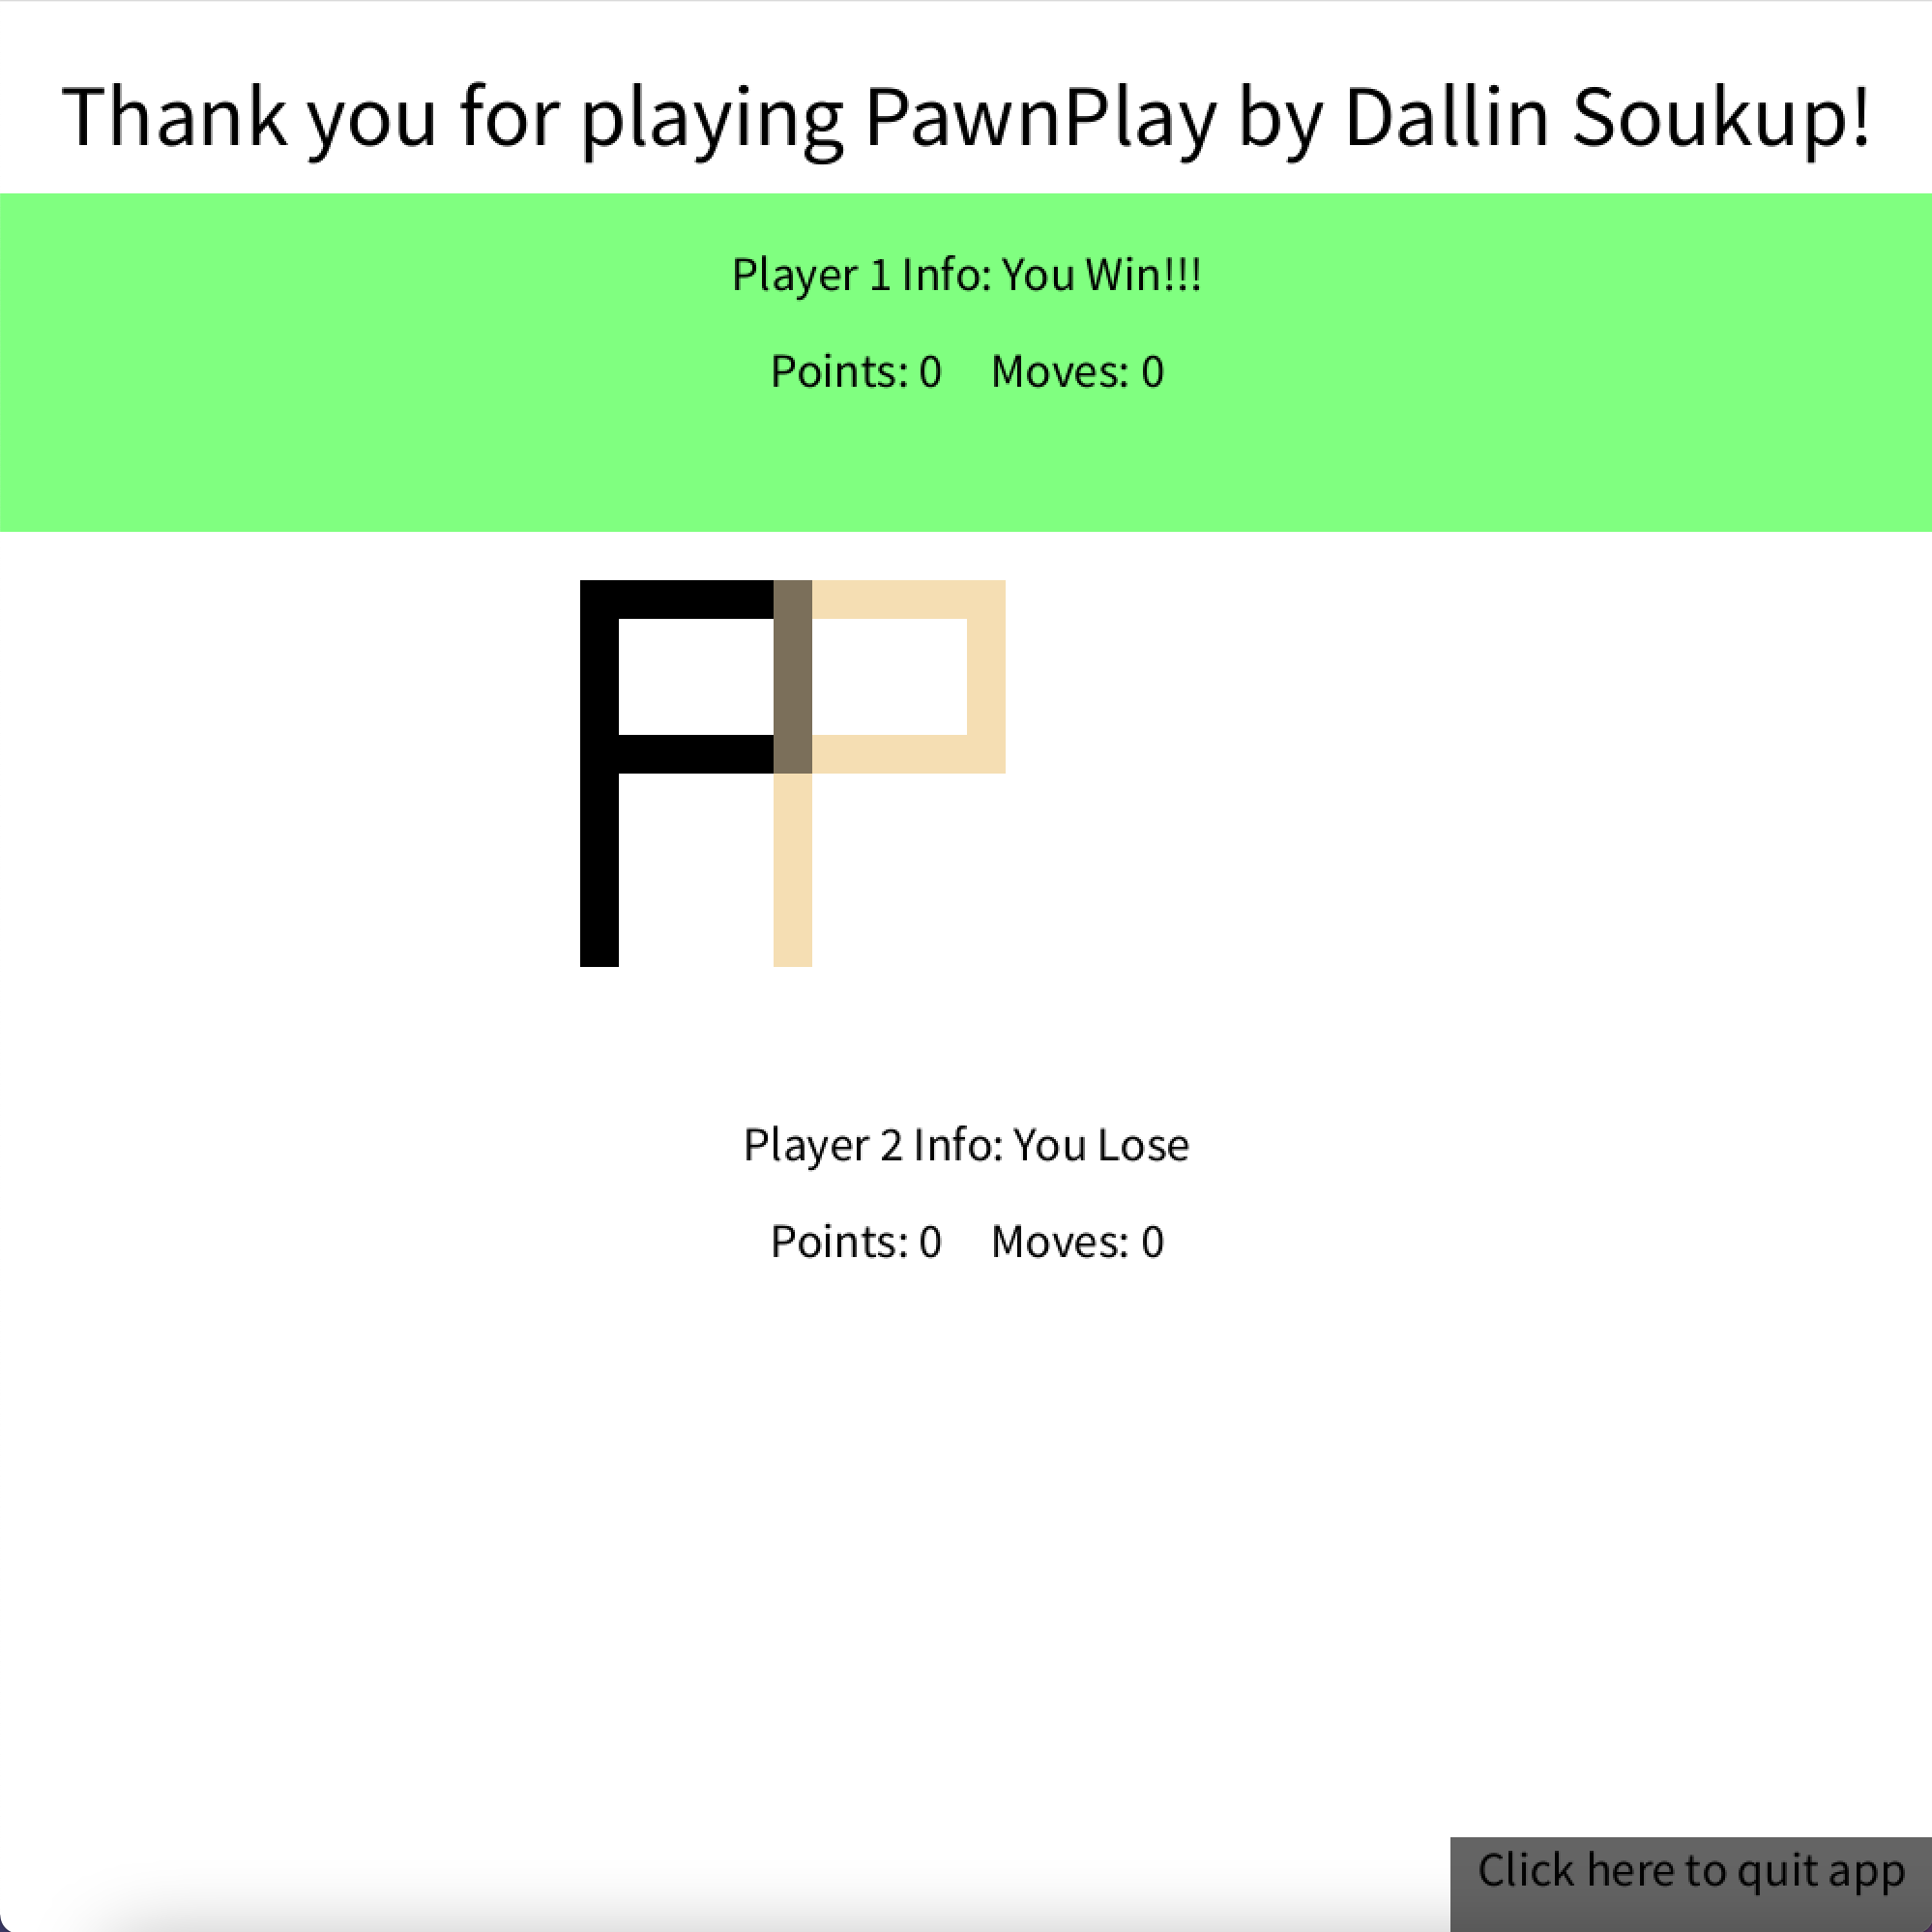 Thank you for playing PawnPlay by Dallin Soukup!
Player 1 Info: You Win!!!
Points: 0 Moves: 0
PP
Player 2 Info: You Lose
Points: 0 Moves: 0
Click here to quit app